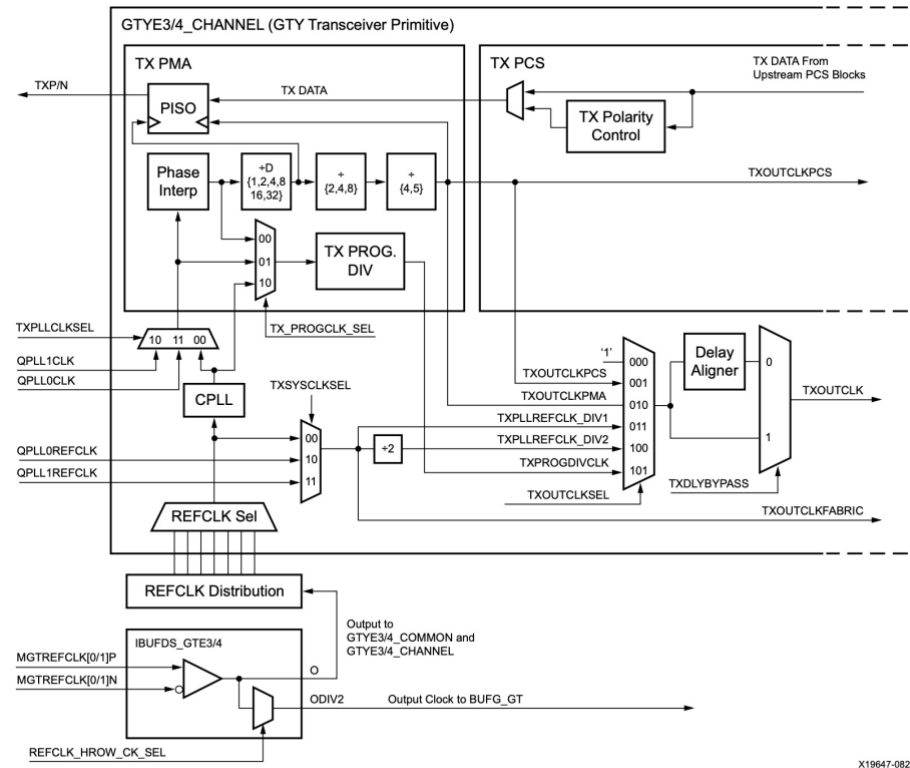 GTYE3/4_CHANNEL (GTY Transceiver Primitive)
TX PMA
TX PCS
TX DATA From
Upstream PCS Blocks
TXP/N
TX DATA
PISO
TX Polarity
Control
Phase
Interp
÷D
{1,2,4,8
16,32}
÷
{2,4,8}
÷
{4,5}
TXOUTCLKPCS
00
01
10
TX PROG.
DIV
TXPLLCLKSEL
TX_PROGCLK_SEL
10 11 00
QPLL1CLK
QPLL0CLK
CPLL
TXSYSCLKSEL
'1'
TXOUTCLKPCS
TXOUTCLKPMA
TXPLLREFCLK_DIV1
TXPLLREFCLK_DIV2
TXPROGDIVCLK
000
001
010
011
100
101
Delay
Aligner
0
1
TXOUTCLK
00
10
11
÷2
QPLL0REFCLK
QPLL1REFCLK
TXOUTCLKSEL
TXDLYBYPASS
TXOUTCLKFABRIC
REFCLK Sel
REFCLK Distribution
Output to
GTYE3/4_COMMON and
GTYE3/4_CHANNEL
IBUFDS_GTE3/4
MGTREFCLK[0/1]P
MGTREFCLK[0/1]N
O
ODIV2
Output Clock to BUFG_GT
REFCLK_HROW_CK_SEL
X19647-082